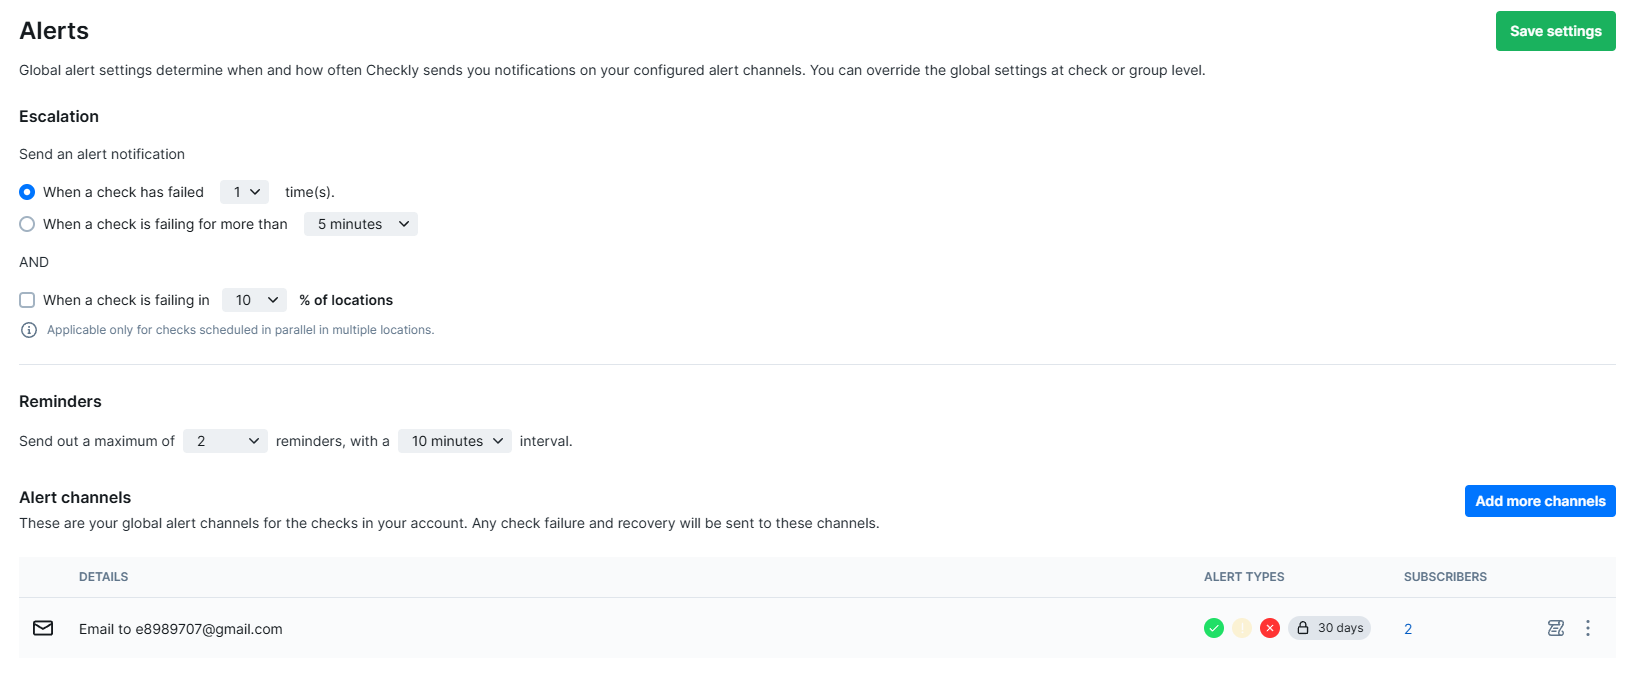 Alerts
Save settings
Global alert settings determine when and how often Checkly sends you notifications on your configured alert channels. You can override the global settings at check or group level.
Escalation
Send an alert notification
When a check has failed 1 time(s).
When a check is failing for more than 5 minutes
AND
When a check is failing in 10 % of locations
Applicable only for checks scheduled in parallel in multiple locations.
Reminders
Send out a maximum of 2 reminders, with a 10 minutes interval.
Alert channels
Add more channels
These are your global alert channels for the checks in your account. Any check failure and recovery will be sent to these channels.
DETAILS ALERT TYPES SUBSCRIBERS
Email to e8989707@gmail.com 30 days 2